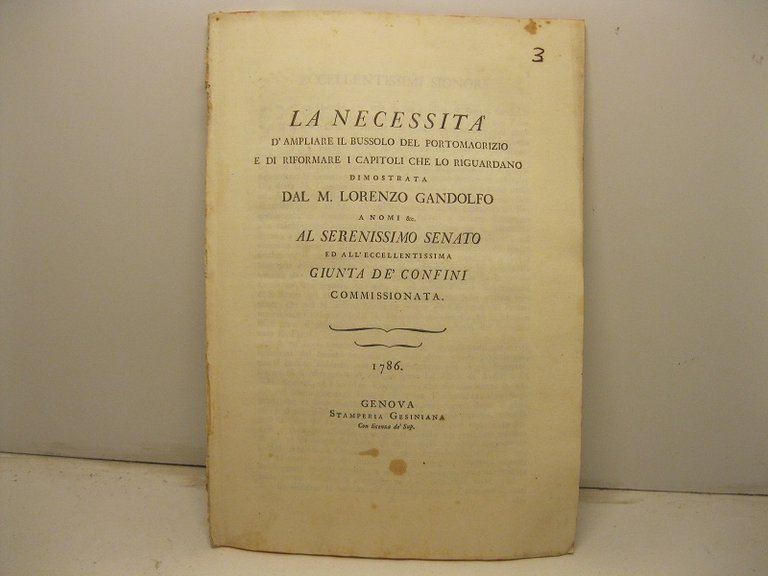 3
LA NECESSITA'
D'AMPLIARE IL BUSSOLO DEL PORTOMAORIZIO
E DI RIFORMARE I CAPITOLI CHE LO RIGUARDANO
DIMOSTRATA
DAL M. LORENZO GANDOLFO
A NOMI &c.
AL SERENISSIMO SENATO
ED ALL'ECCELLENTISSIMA
GIUNTA DE' CONFINI
COMMISSIONATA.
1786.
GENOVA
STAMPERIA GESINIANA
Con licenza de' Sup.